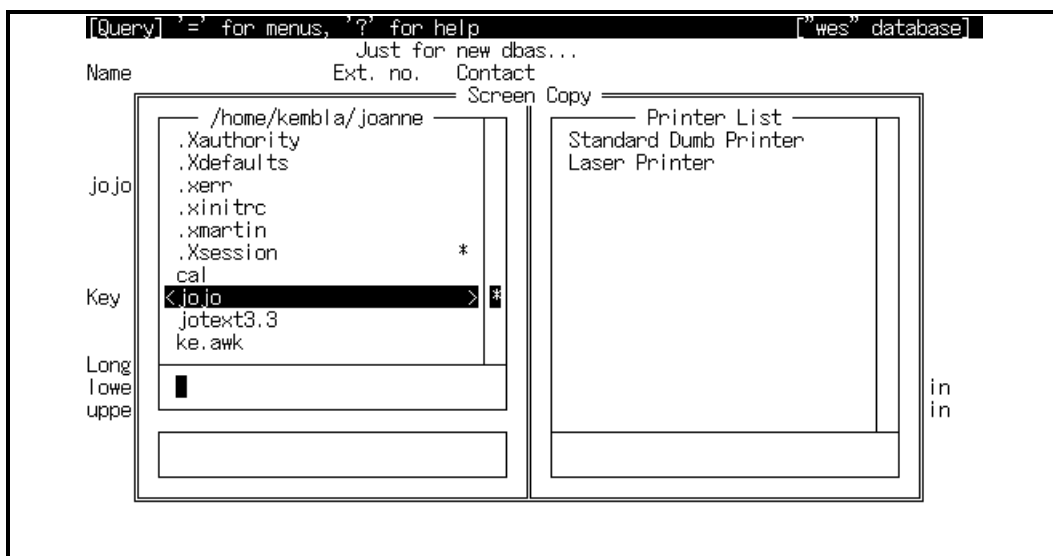 [Query] '=' for menus, '?' for help ["wes" database]
Just for new dbas...
Name Ext. no. Contact
Screen Copy
/home/kembla/joanne
.Xauthority
.Xdefaults
.xerr
.xinitrc
.xmartin
.Xsession *
cal
<jojo> *
jotext3.3
ke.awk
Printer List
Standard Dumb Printer
Laser Printer
jojo
Key
Long
lowe in
uppe in